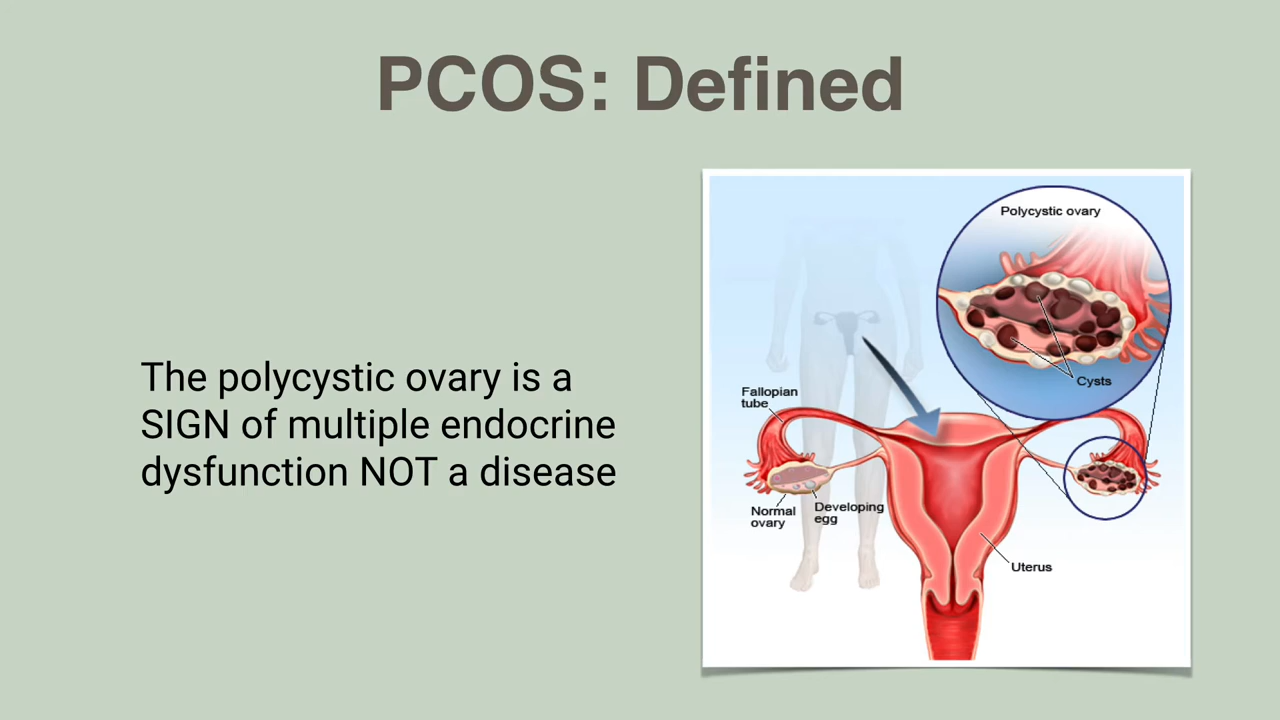 PCOS: Defined
The polycystic ovary is a
SIGN of multiple endocrine
dysfunction NOT a disease
Polycystic ovary
Cysts
Fallopian
tube
Normal
ovary
Developing
egg
Uterus